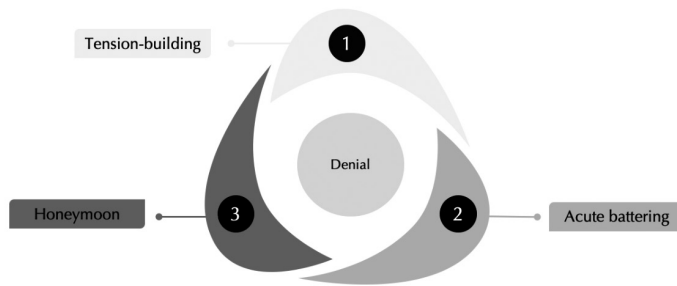 Tension-building
1
Denial
Honeymoon
3
2
Acute battering